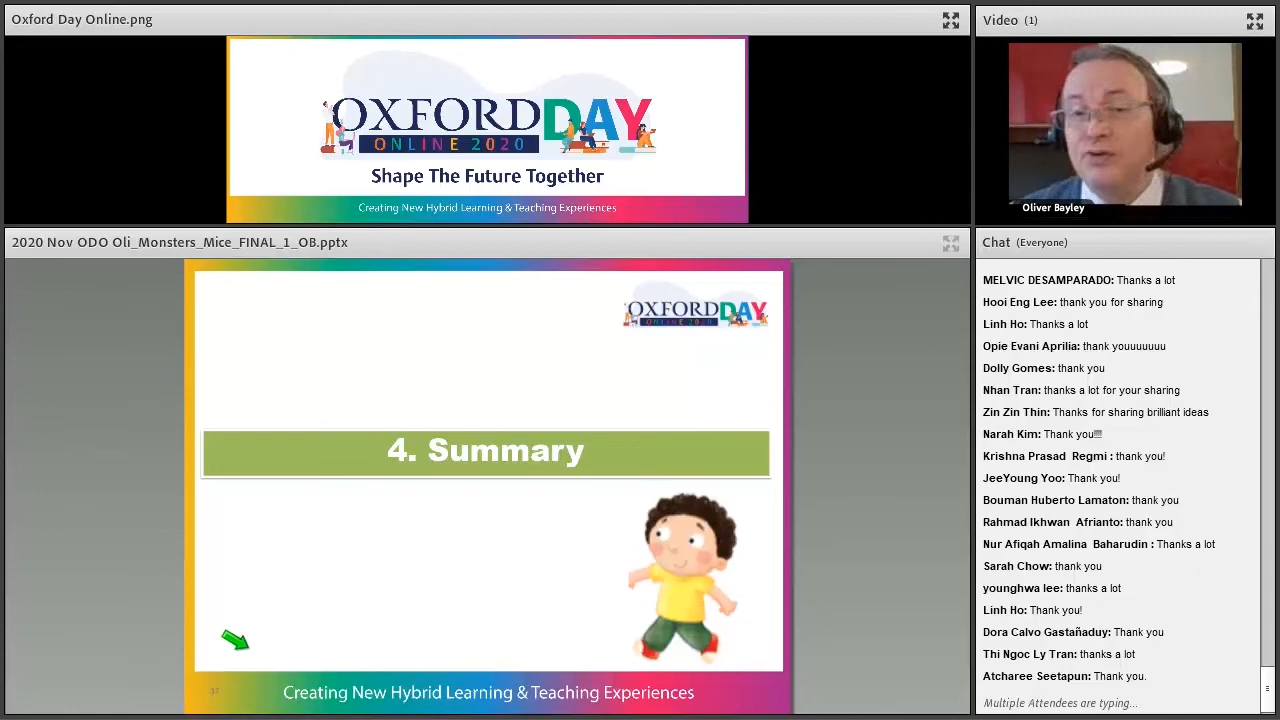 Oxford Day Online.png
OXFORD DAY
ONLINE 2020
Shape The Future Together
Creating New Hybrid Learning & Teaching Experiences
Video (1)
Oliver Bayley
2020 Nov ODO Oli_Monsters_Mice_FINAL_1_OB.pptx
OXFORD DAY
ONLINE 2020
4. Summary
37
Creating New Hybrid Learning & Teaching Experiences
Chat (Everyone)
MELVIC DESAMPARADO: Thanks a lot
Hooi Eng Lee: thank you for sharing
Linh Ho: Thanks a lot
Opie Evani Aprilia: thank youuuuuuu
Dolly Gomes: thank you
Nhan Tran: thanks a lot for your sharing
Zin Zin Thin: Thanks for sharing brilliant ideas
Narah Kim: Thank you!!!!
Krishna Prasad Regmi : thank you!
JeeYoung Yoo: Thank you!
Bouman Huberto Lamaton: thank you
Rahmad Ikhwan Afrianto: thank you
Nur Afiqah Amalina Baharudin : Thanks a lot
Sarah Chow: thank you
younghwa lee: thanks a lot
Linh Ho: Thank you!
Dora Calvo Gastañaduy: Thank you
Thi Ngoc Ly Tran: thanks a lot
Atcharee Seetapun: Thank you.
Multiple Attendees are typing...